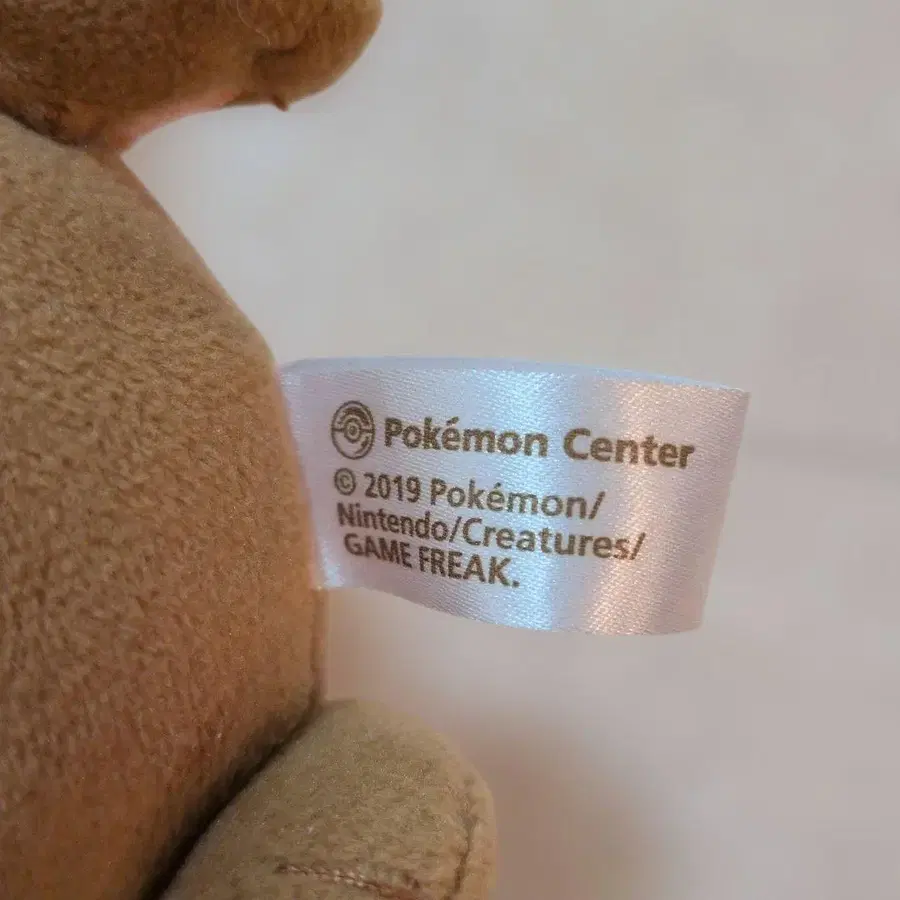 Pokémon Center
© 2019 Pokémon/
Nintendo/Creatures/
GAME FREAK.